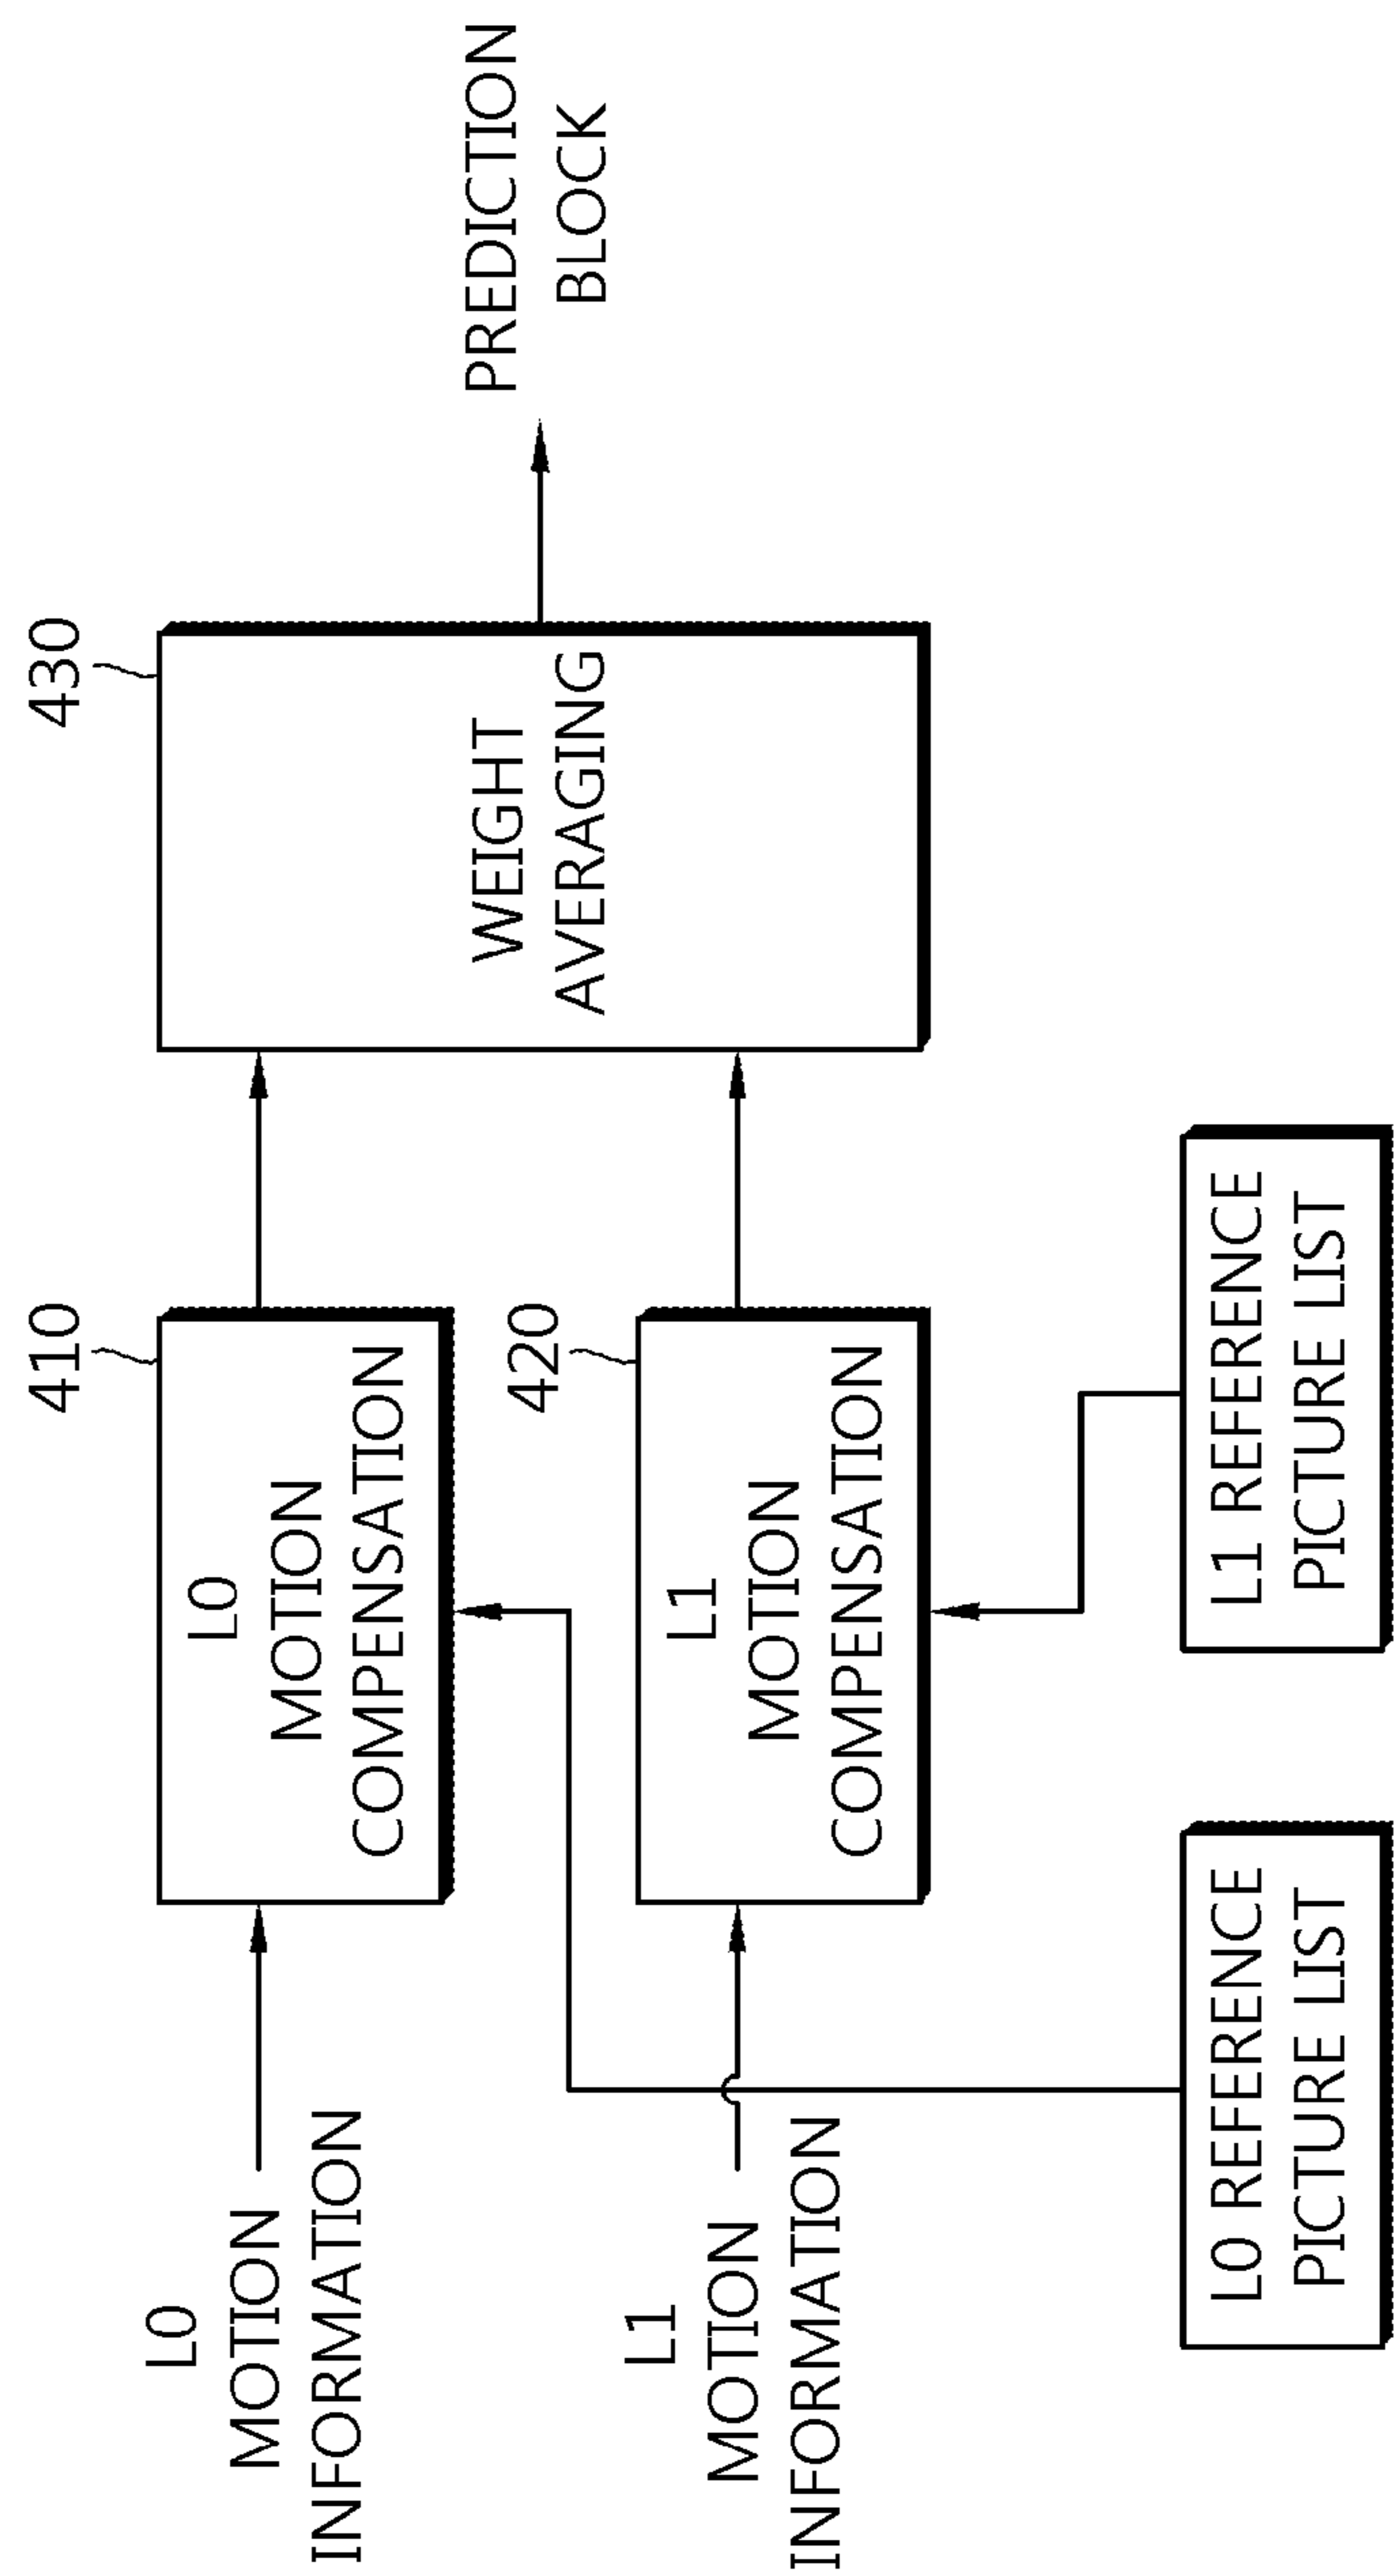 L0
MOTION
INFORMATION
410
L0
MOTION
COMPENSATION
430
WEIGHT
AVERAGING
PREDICTION
BLOCK
L1
MOTION
INFORMATION
420
L1
MOTION
COMPENSATION
L0 REFERENCE
PICTURE LIST
L1 REFERENCE
PICTURE LIST